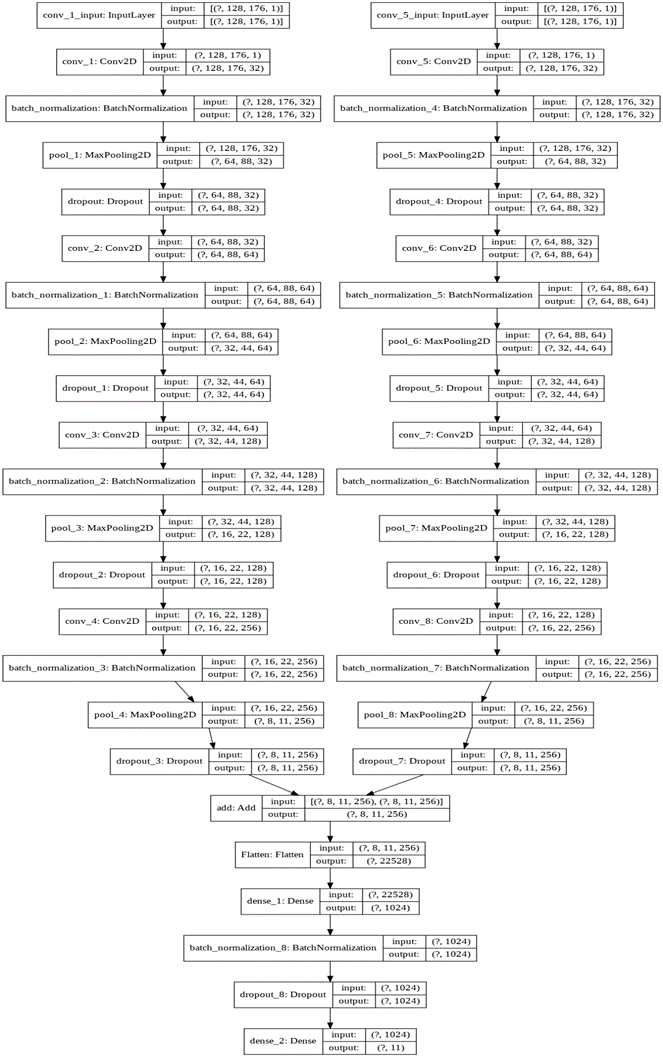 conv_1_input: InputLayer input: [(?, 128, 176, 1)]
output: [(?, 128, 176, 1)]
conv_1: Conv2D input: (?, 128, 176, 1)
output: (?, 128, 176, 32)
batch_normalization: BatchNormalization input: (?, 128, 176, 32)
output: (?, 128, 176, 32)
pool_1: MaxPooling2D input: (?, 128, 176, 32)
output: (?, 64, 88, 32)
dropout: Dropout input: (?, 64, 88, 32)
output: (?, 64, 88, 32)
conv_2: Conv2D input: (?, 64, 88, 32)
output: (?, 64, 88, 64)
batch_normalization_1: BatchNormalization input: (?, 64, 88, 64)
output: (?, 64, 88, 64)
pool_2: MaxPooling2D input: (?, 64, 88, 64)
output: (?, 32, 44, 64)
dropout_1: Dropout input: (?, 32, 44, 64)
output: (?, 32, 44, 64)
conv_3: Conv2D input: (?, 32, 44, 64)
output: (?, 32, 44, 128)
batch_normalization_2: BatchNormalization input: (?, 32, 44, 128)
output: (?, 32, 44, 128)
pool_3: MaxPooling2D input: (?, 32, 44, 128)
output: (?, 16, 22, 128)
dropout_2: Dropout input: (?, 16, 22, 128)
output: (?, 16, 22, 128)
conv_4: Conv2D input: (?, 16, 22, 128)
output: (?, 16, 22, 256)
batch_normalization_3: BatchNormalization input: (?, 16, 22, 256)
output: (?, 16, 22, 256)
pool_4: MaxPooling2D input: (?, 16, 22, 256)
output: (?, 8, 11, 256)
dropout_3: Dropout input: (?, 8, 11, 256)
output: (?, 8, 11, 256)
conv_5_input: InputLayer input: [(?, 128, 176, 1)]
output: [(?, 128, 176, 1)]
conv_5: Conv2D input: (?, 128, 176, 1)
output: (?, 128, 176, 32)
batch_normalization_4: BatchNormalization input: (?, 128, 176, 32)
output: (?, 128, 176, 32)
pool_5: MaxPooling2D input: (?, 128, 176, 32)
output: (?, 64, 88, 32)
dropout_4: Dropout input: (?, 64, 88, 32)
output: (?, 64, 88, 32)
conv_6: Conv2D input: (?, 64, 88, 32)
output: (?, 64, 88, 64)
batch_normalization_5: BatchNormalization input: (?, 64, 88, 64)
output: (?, 64, 88, 64)
pool_6: MaxPooling2D input: (?, 64, 88, 64)
output: (?, 32, 44, 64)
dropout_5: Dropout input: (?, 32, 44, 64)
output: (?, 32, 44, 64)
conv_7: Conv2D input: (?, 32, 44, 64)
output: (?, 32, 44, 128)
batch_normalization_6: BatchNormalization input: (?, 32, 44, 128)
output: (?, 32, 44, 128)
pool_7: MaxPooling2D input: (?, 32, 44, 128)
output: (?, 16, 22, 128)
dropout_6: Dropout input: (?, 16, 22, 128)
output: (?, 16, 22, 128)
conv_8: Conv2D input: (?, 16, 22, 128)
output: (?, 16, 22, 256)
batch_normalization_7: BatchNormalization input: (?, 16, 22, 256)
output: (?, 16, 22, 256)
pool_8: MaxPooling2D input: (?, 16, 22, 256)
output: (?, 8, 11, 256)
dropout_7: Dropout input: (?, 8, 11, 256)
output: (?, 8, 11, 256)
add: Add input: [(?, 8, 11, 256), (?, 8, 11, 256)]
output: (?, 8, 11, 256)
Flatten: Flatten input: (?, 8, 11, 256)
output: (?, 22528)
dense_1: Dense input: (?, 22528)
output: (?, 1024)
batch_normalization_8: BatchNormalization input: (?, 1024)
output: (?, 1024)
dropout_8: Dropout input: (?, 1024)
output: (?, 1024)
dense_2: Dense input: (?, 1024)
output: (?, 11)